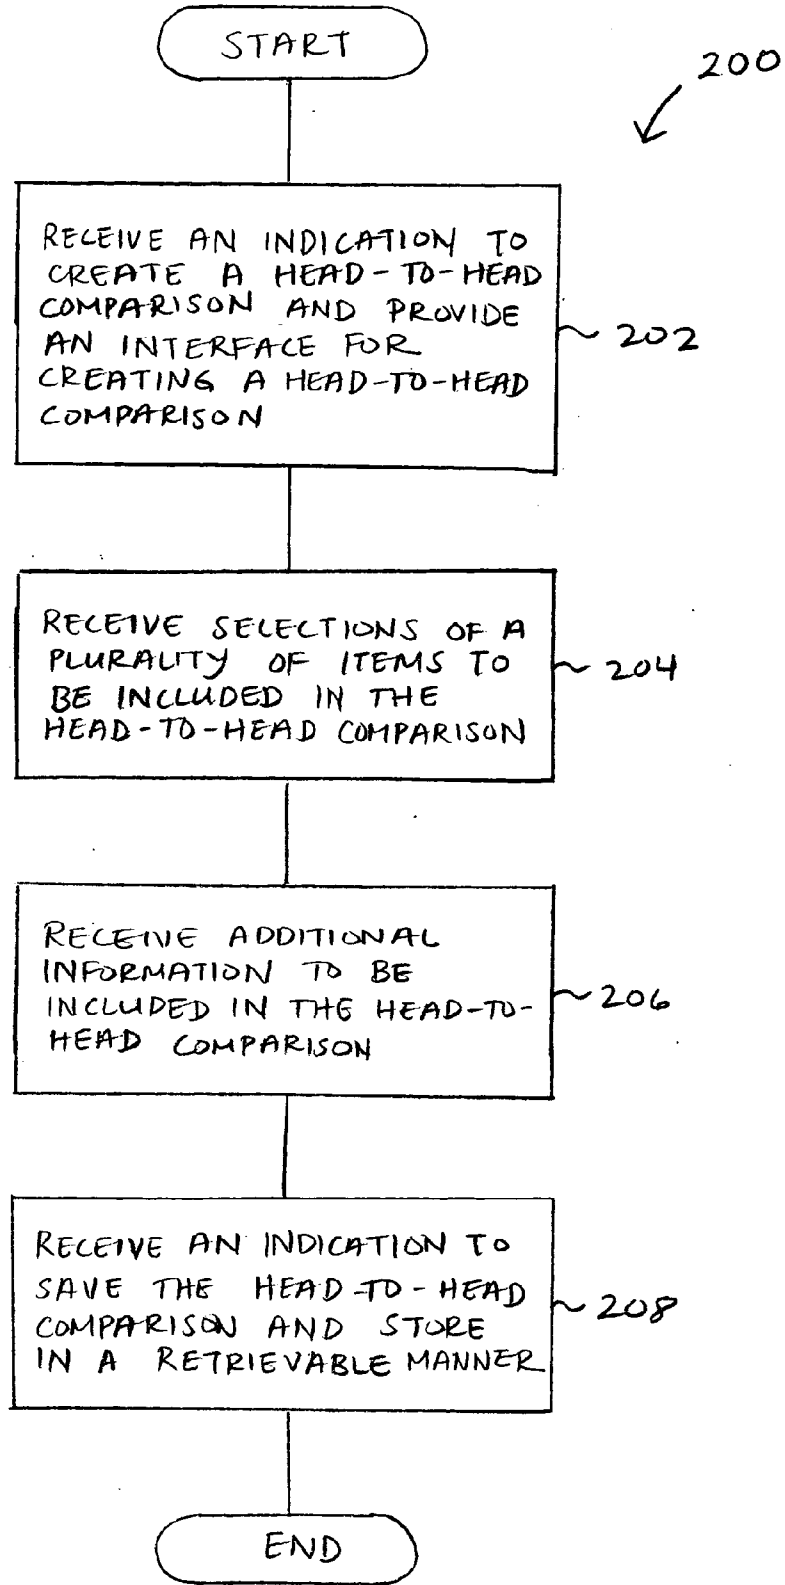 START
200
RECEIVE AN INDICATION TO
CREATE A HEAD-TO-HEAD
COMPARISON AND PROVIDE
AN INTERFACE FOR
CREATING A HEAD-TO-HEAD
COMPARISON
202
RECEIVE SELECTIONS OF A
PLURALITY OF ITEMS TO
BE INCLUDED IN THE
HEAD-TO-HEAD COMPARISON
204
RECEIVE ADDITIONAL
INFORMATION TO BE
INCLUDED IN THE HEAD-TO-
HEAD COMPARISON
206
RECEIVE AN INDICATION TO
SAVE THE HEAD-TO-HEAD
COMPARISON AND STORE
IN A RETRIEVABLE MANNER
208
END